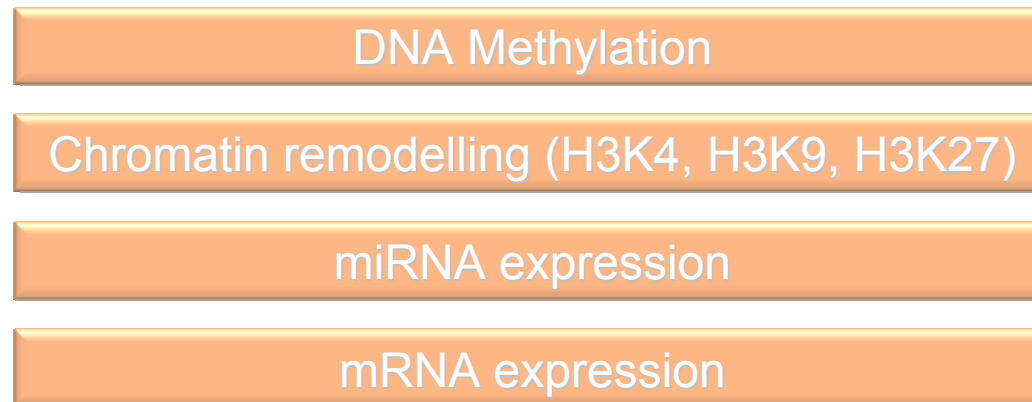 DNA Methylation
Chromatin remodelling (H3K4, H3K9, H3K27)
miRNA expression
mRNA expression